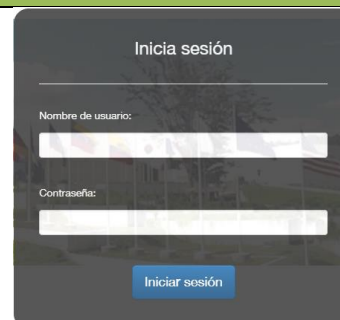 Inicia sesión
Nombre de usuario:
Contraseña:
Iniciar sesión